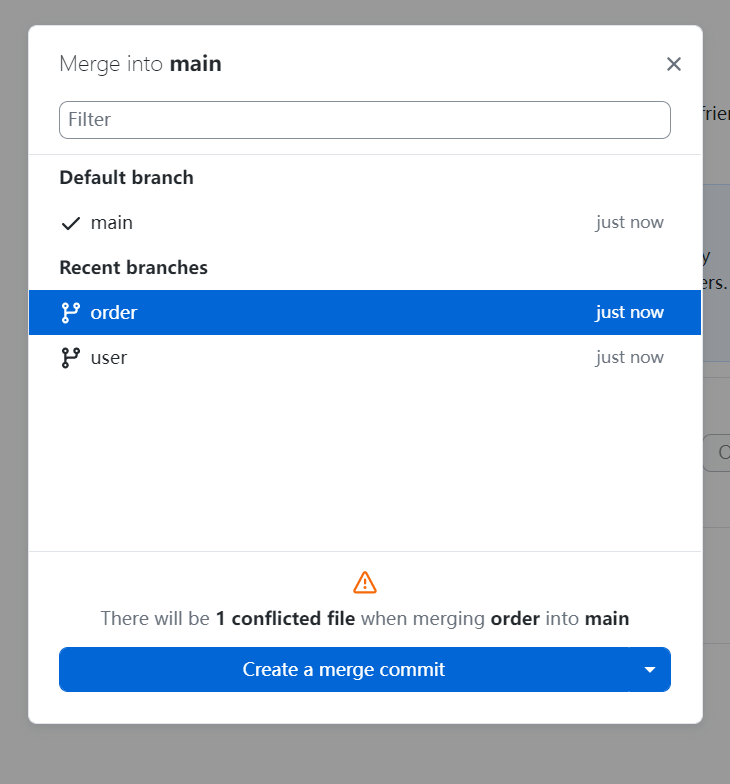 Merge into main
Filter
Default branch
main just now
Recent branches
order just now
user just now
There will be 1 conflicted file when merging order into main
Create a merge commit
ers.